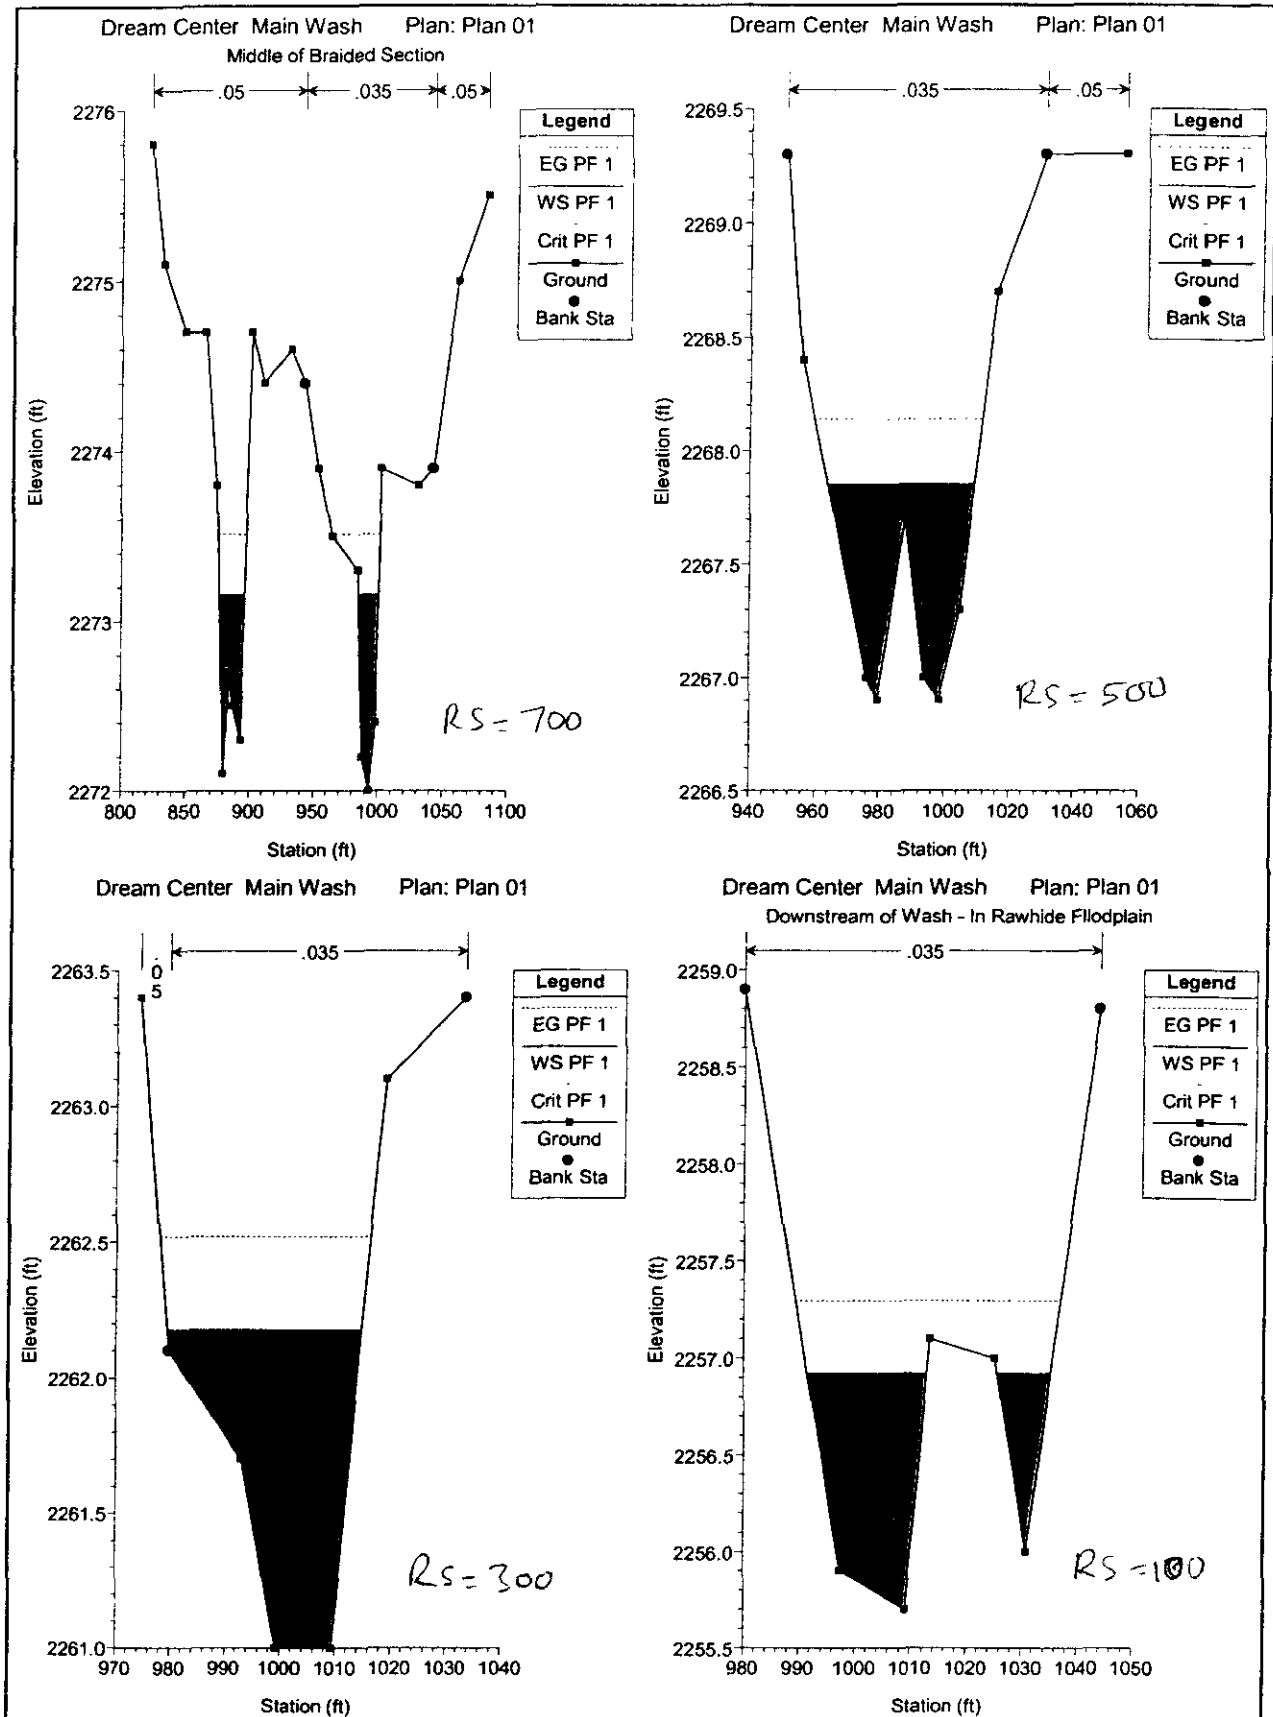 Dream Center Main Wash Plan: Plan 01
Middle of Braided Section
.05 .035 .05
2276
2275
2274
2273
2272
Elevation (ft)
800 850 900 950 1000 1050 1100
Station (ft)
Legend
EG PF 1
WS PF 1
Crit PF 1
Ground
Bank Sta
RS = 700
Dream Center Main Wash Plan: Plan 01
.035 .05
2269.5
2269.0
2268.5
2268.0
2267.5
2267.0
2266.5
Elevation (ft)
940 960 980 1000 1020 1040 1060
Station (ft)
Legend
EG PF 1
WS PF 1
Crit PF 1
Ground
Bank Sta
RS = 500
Dream Center Main Wash Plan: Plan 01
.
0
5
.035
2263.5
2263.0
2262.5
2262.0
2261.5
2261.0
Elevation (ft)
970 980 990 1000 1010 1020 1030 1040
Station (ft)
Legend
EG PF 1
WS PF 1
Crit PF 1
Ground
Bank Sta
RS = 300
Dream Center Main Wash Plan: Plan 01
Downstream of Wash - In Rawhide Fllodplain
.035
2259.0
2258.5
2258.0
2257.5
2257.0
2256.5
2256.0
2255.5
Elevation (ft)
980 990 1000 1010 1020 1030 1040 1050
Station (ft)
Legend
EG PF 1
WS PF 1
Crit PF 1
Ground
Bank Sta
RS = 100